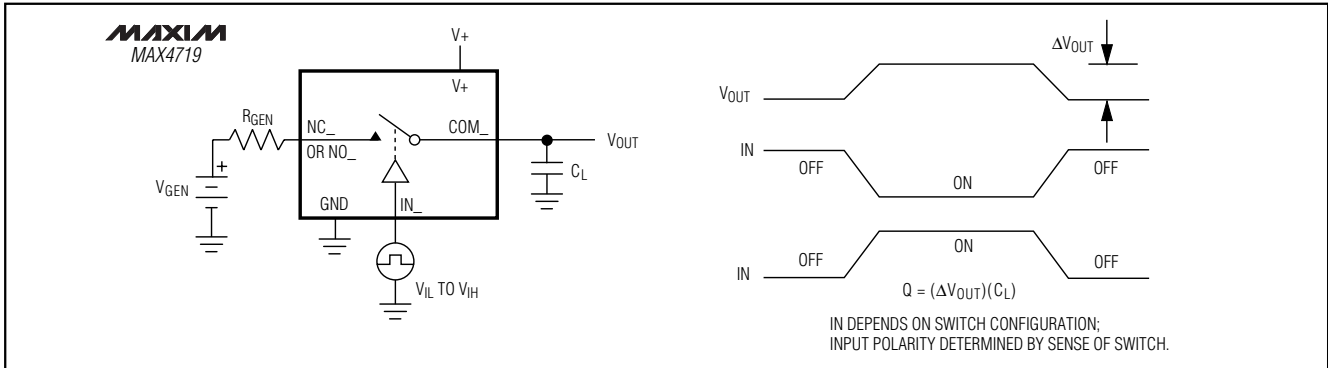 MAXIM
MAX4719
V+
V+
RGEN
NC_
OR NO_
COM_
VOUT
CL
VGEN
+
GND
IN_
VIL TO VIH
ΔVOUT
VOUT
IN
OFF
ON
OFF
IN
OFF
ON
OFF
Q = (ΔVOUT)(CL)
IN DEPENDS ON SWITCH CONFIGURATION;
INPUT POLARITY DETERMINED BY SENSE OF SWITCH.